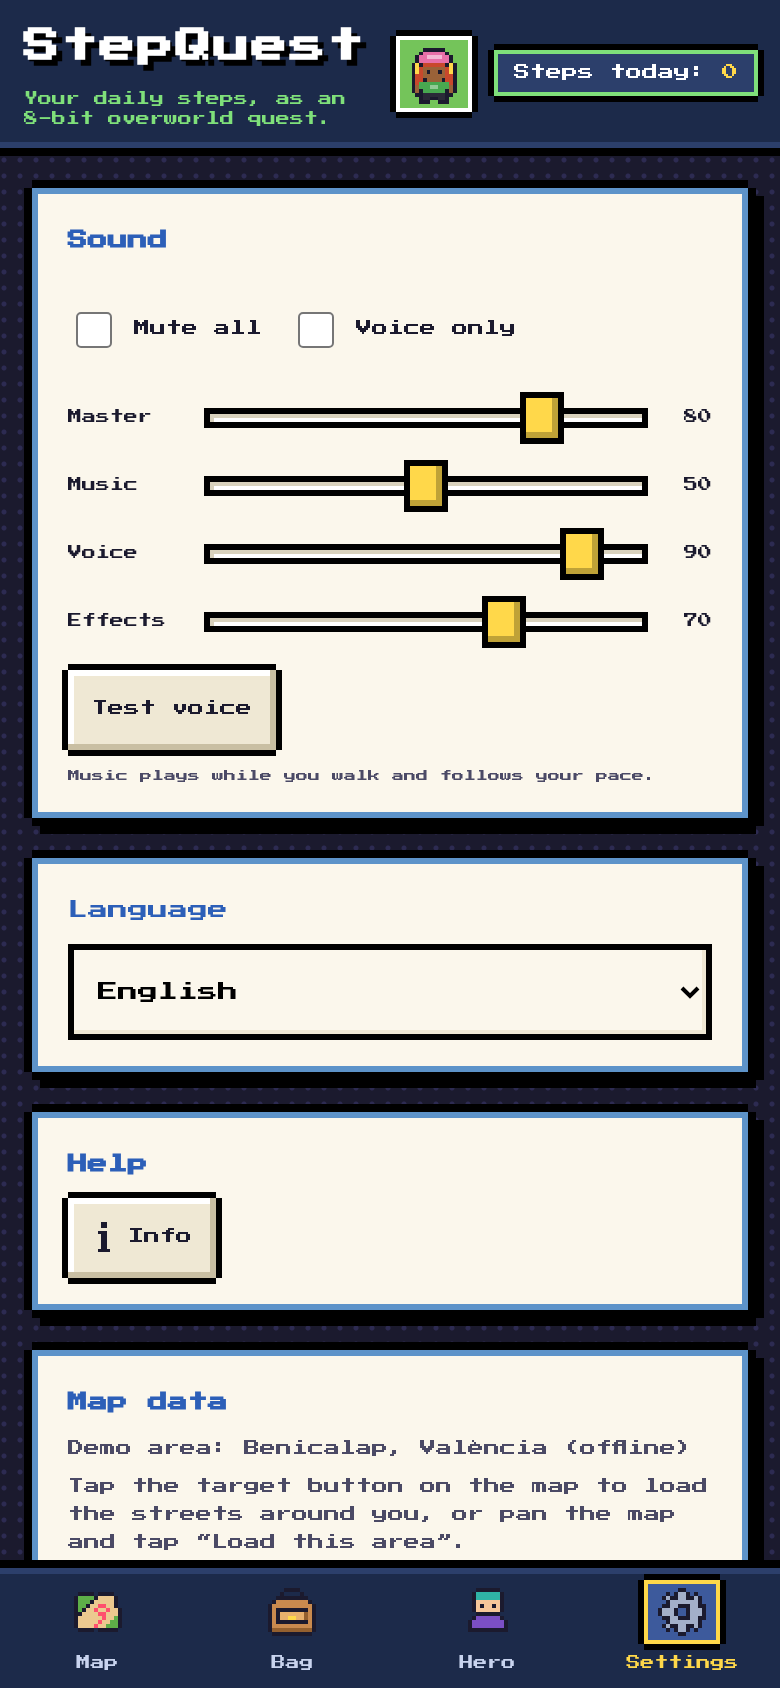 StepQuest
Your daily steps, as an
8-bit overworld quest.
Steps today: 0
Sound
Mute all
Voice only
Master 80
Music 50
Voice 90
Effects 70
Test voice
Music plays while you walk and follows your pace.
Language
English
Help
i Info
Map data
Demo area: Benicalap, València (offline)
Tap the target button on the map to load
the streets around you, or pan the map
and tap “Load this area”.
Map
Bag
Hero
Settings